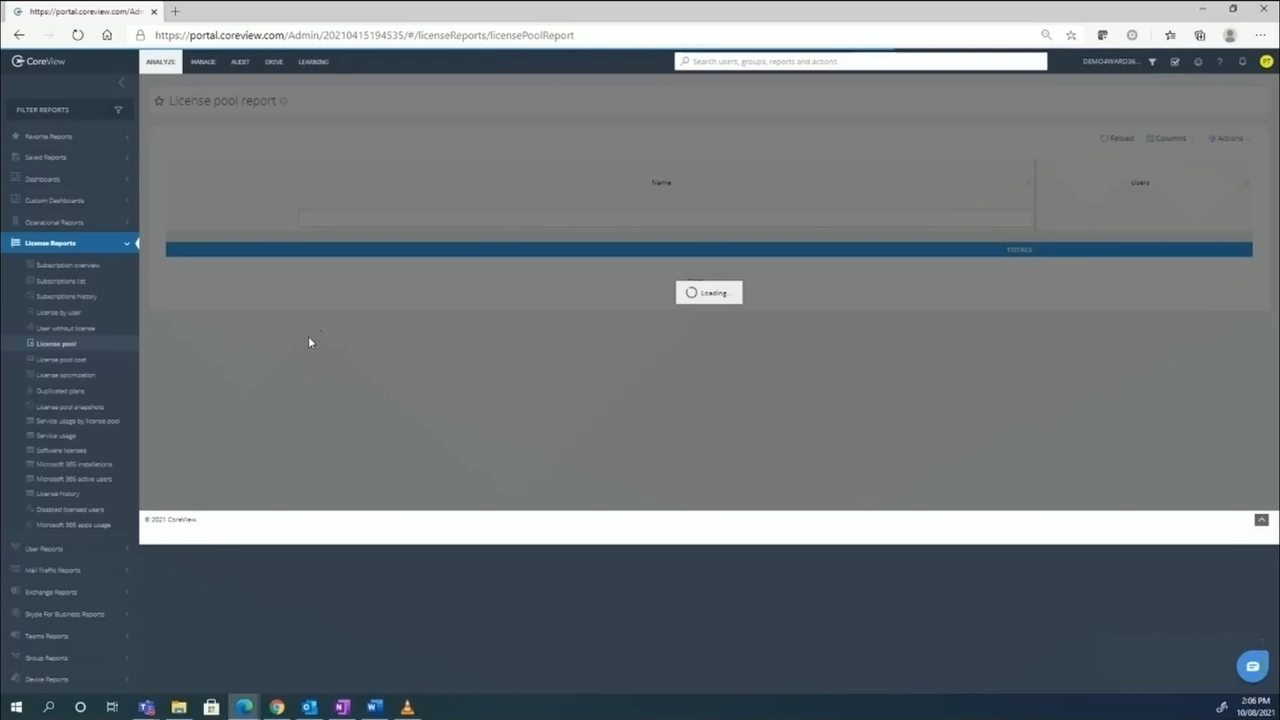 https://portal.coreview.com/Adm
https://portal.coreview.com/Admin/20210415194535/#/licenseReports/licensePoolReport
CoreView
ANALYZE
MANAGE
AUDIT
DRIVE
LEARNING
Search users, groups, reports and actions
DEMO4WARD36...
PT
FILTER REPORTS
Favorite Reports
Saved Reports
Dashboards
Custom Dashboards
Operational Reports
License Reports
Subscription overview
Subscriptions list
Subscriptions history
License by user
User without license
License pool
License pool cost
License optimization
Duplicated plans
License pool snapshots
Service usage by license pool
Service usage
Software licenses
Microsoft 365 installations
Microsoft 365 active users
License history
Disabled licensed users
Microsoft 365 apps usage
User Reports
Mail Traffic Reports
Exchange Reports
Skype For Business Reports
Teams Reports
Group Reports
Device Reports
License pool report
Reload
Columns
Actions
Name
Users
TOTALS
Loading...
© 2021 CoreView
2:06 PM
10/08/2021